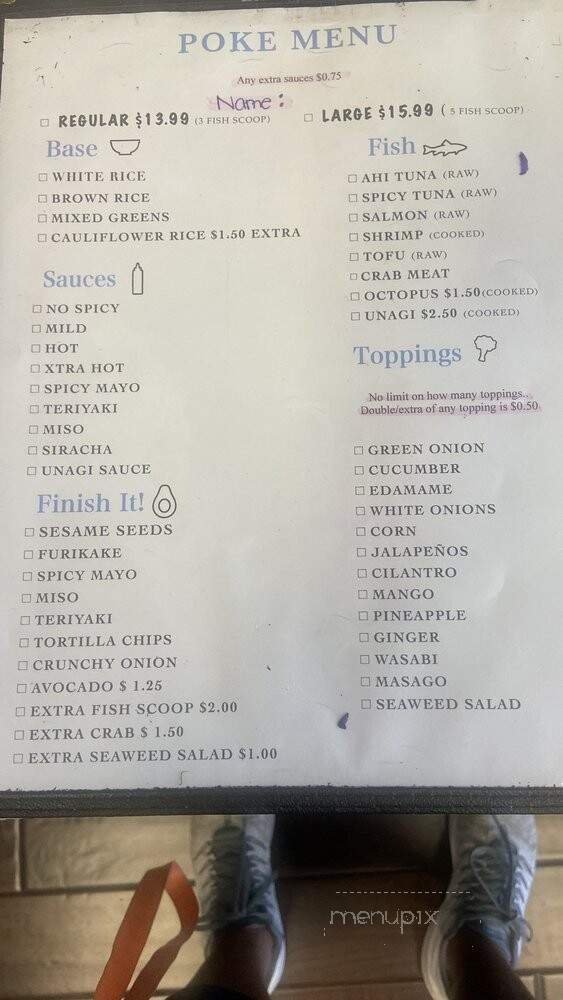 POKE MENU
Any extra sauces $0.75
Name:
REGULAR $13.99 (3 FISH SCOOP)
LARGE $15.99 ( 5 FISH SCOOP)
Base
WHITE RICE
BROWN RICE
MIXED GREENS
CAULIFLOWER RICE $1.50 EXTRA
Sauces
NO SPICY
MILD
HOT
XTRA HOT
SPICY MAYO
TERIYAKI
MISO
SIRACHA
UNAGI SAUCE
Finish It!
SESAME SEEDS
FURIKAKE
SPICY MAYO
MISO
TERIYAKI
TORTILLA CHIPS
CRUNCHY ONION
AVOCADO $ 1.25
EXTRA FISH SCOOP $2.00
EXTRA CRAB $ 1.50
EXTRA SEAWEED SALAD $1.00
Fish
AHI TUNA (RAW)
SPICY TUNA (RAW)
SALMON (RAW)
SHRIMP (COOKED)
TOFU (RAW)
CRAB MEAT
OCTOPUS $1.50(COOKED)
UNAGI $2.50 (COOKED)
Toppings
No limit on how many toppings..
Double/extra of any topping is $0.50
GREEN ONION
CUCUMBER
EDAMAME
WHITE ONIONS
CORN
JALAPEÑOS
CILANTRO
MANGO
PINEAPPLE
GINGER
WASABI
MASAGO
SEAWEED SALAD
menupix